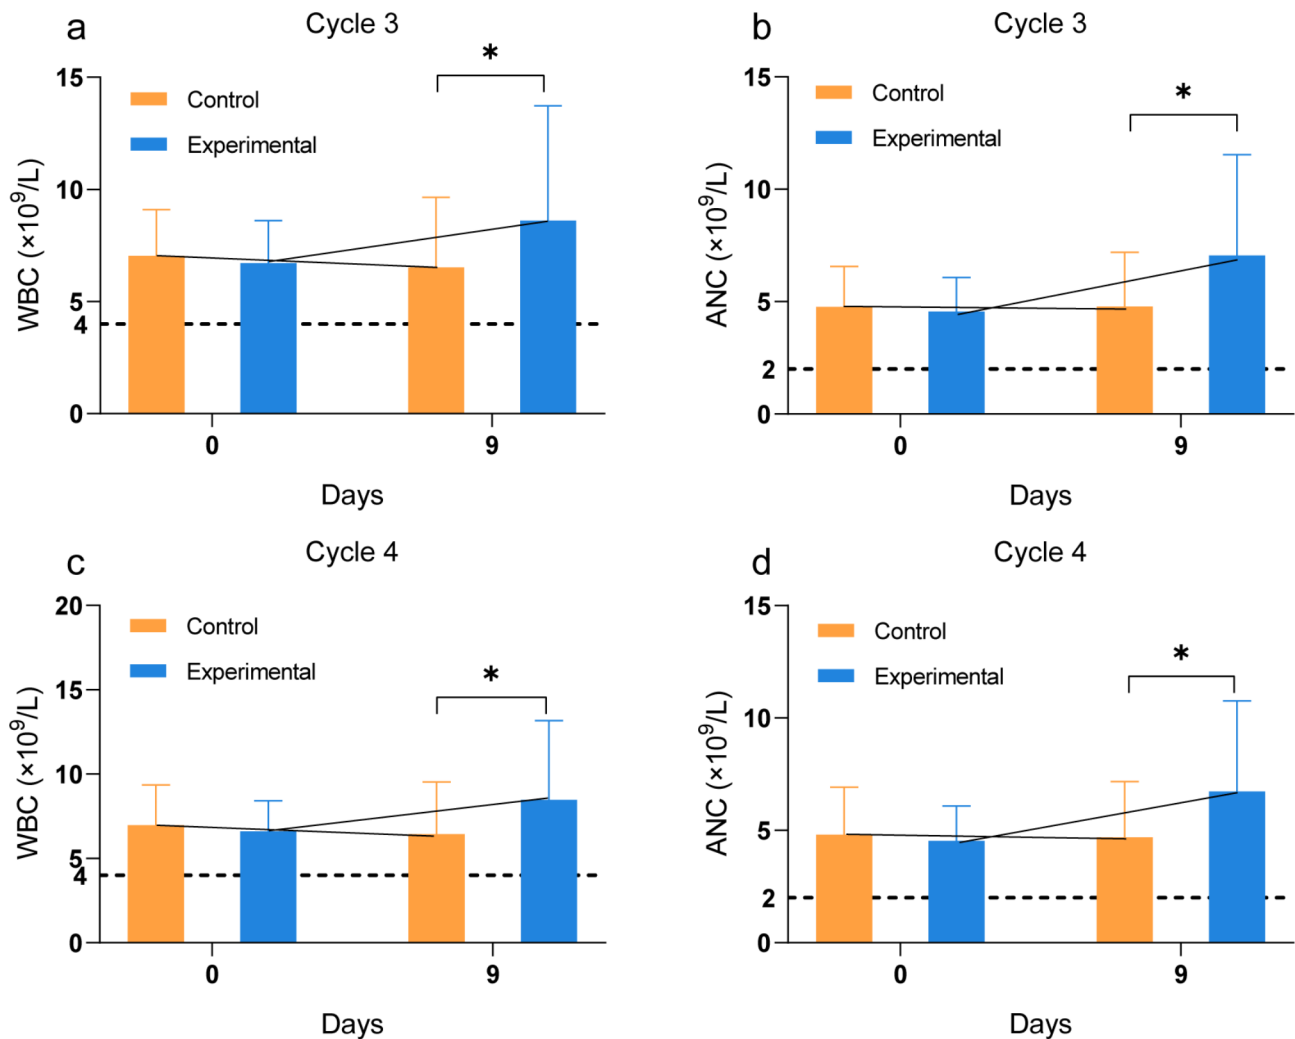 a
Cycle 3
*
15
10
5
4
0
WBC (×10⁹/L)
Control
Experimental
0
9
Days
b
Cycle 3
*
15
10
5
2
0
ANC (×10⁹/L)
Control
Experimental
0
9
Days
c
Cycle 4
*
20
15
10
5
4
0
WBC (×10⁹/L)
Control
Experimental
0
9
Days
d
Cycle 4
*
15
10
5
2
0
ANC (×10⁹/L)
Control
Experimental
0
9
Days